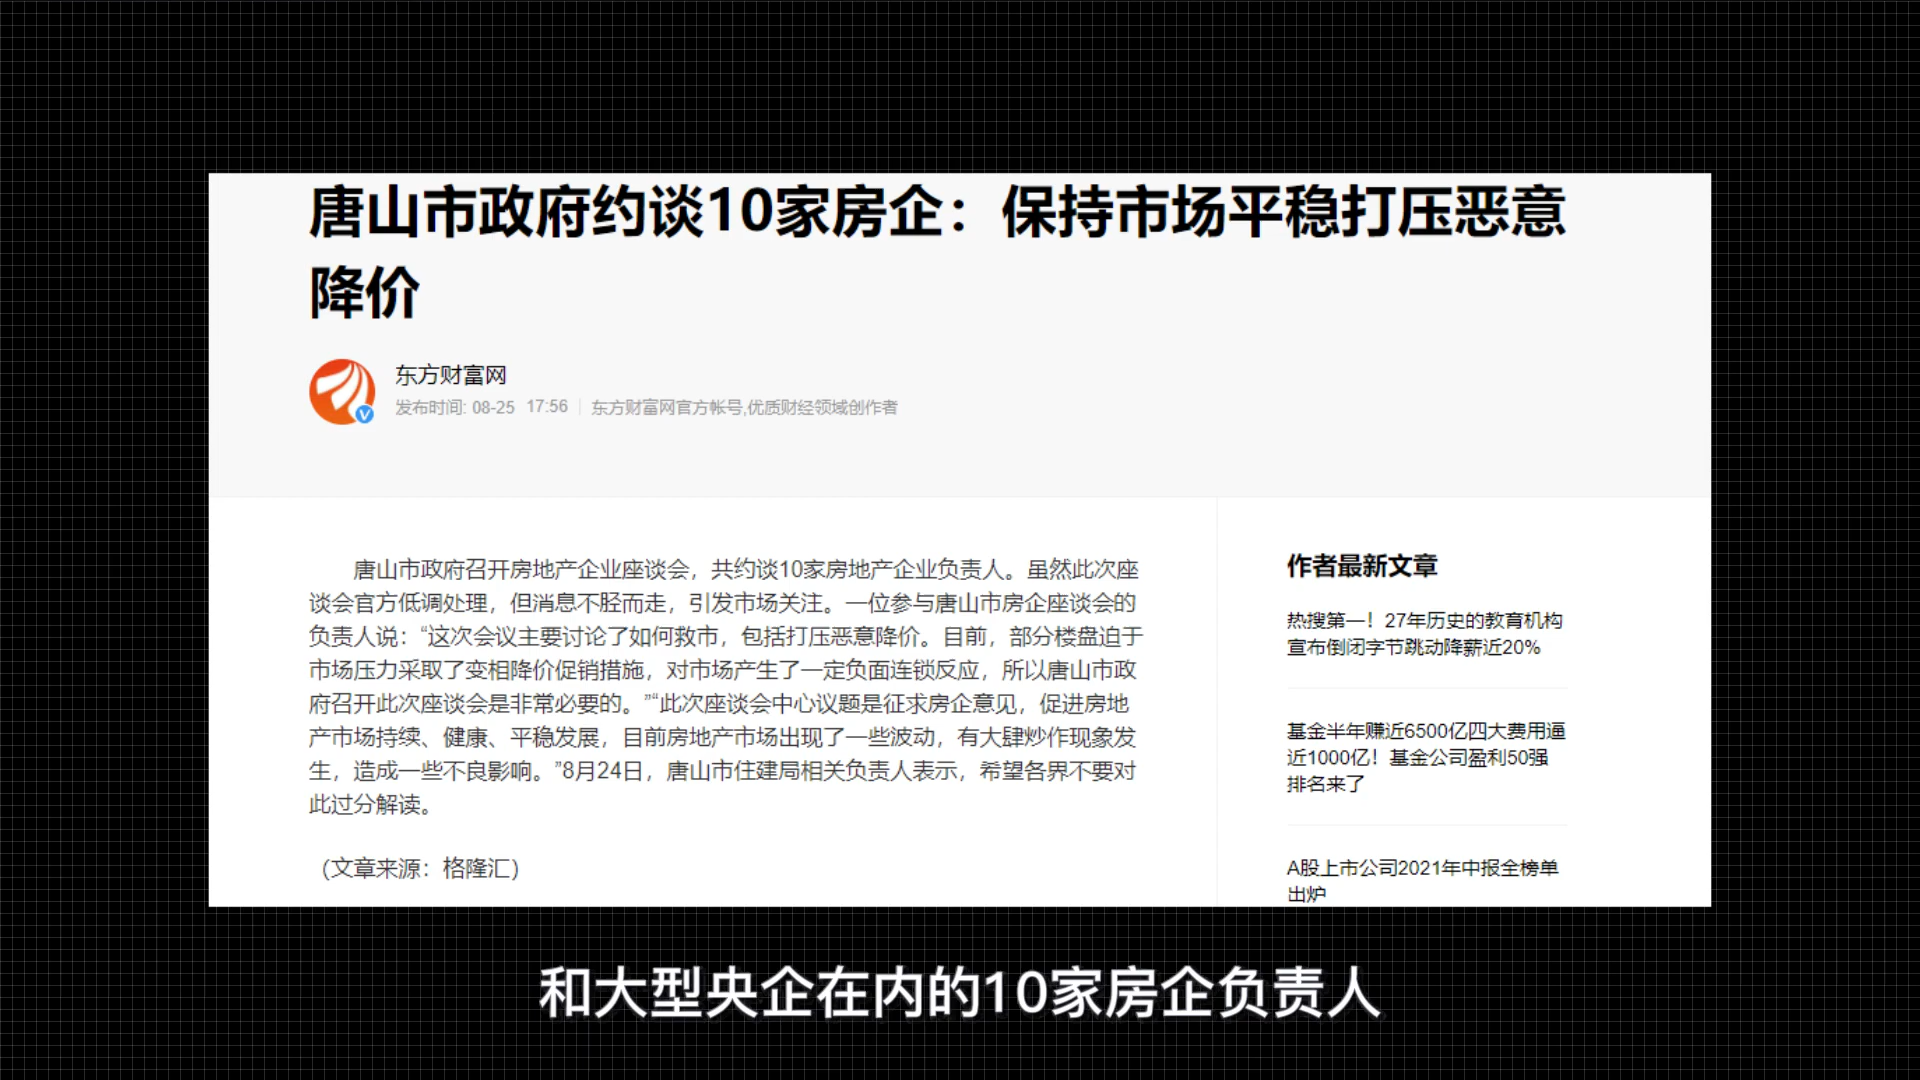 唐山市政府约谈10家房企：保持市场平稳打压恶意
降价
东方财富网
发布时间: 08-25 17:56 东方财富网官方帐号,优质财经领域创作者
唐山市政府召开房地产企业座谈会，共约谈10家房地产企业负责人。虽然此次座
谈会官方低调处理，但消息不胫而走，引发市场关注。一位参与唐山市房企座谈会的
负责人说：“这次会议主要讨论了如何救市，包括打压恶意降价。目前，部分楼盘迫于
市场压力采取了变相降价促销措施，对市场产生了一定负面连锁反应，所以唐山市政
府召开此次座谈会是非常必要的。”“此次座谈会中心议题是征求房企意见，促进房地
产市场持续、健康、平稳发展，目前房地产市场出现了一些波动，有大肆炒作现象发
生，造成一些不良影响。”8月24日，唐山市住建局相关负责人表示，希望各界不要对
此过分解读。
（文章来源：格隆汇）
作者最新文章
热搜第一！27年历史的教育机构
宣布倒闭字节跳动降薪近20%
基金半年赚近6500亿四大费用逼
近1000亿！基金公司盈利50强
排名来了
A股上市公司2021年中报全榜单
出炉
和大型央企在内的10家房企负责人